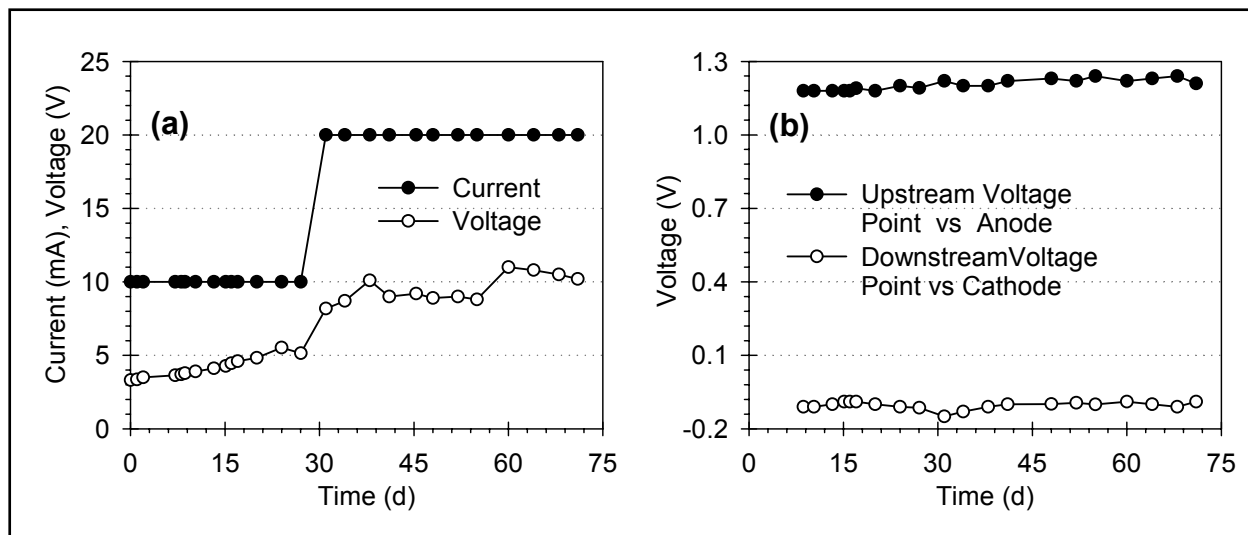 25
20
15
10
5
0
Current (mA), Voltage (V)
(a)
Current
Voltage
0 15 30 45 60 75
Time (d)
1.3
1.0
0.7
0.4
0.1
-0.2
Voltage (V)
(b)
Upstream Voltage
Point vs Anode
DownstreamVoltage
Point vs Cathode
0 15 30 45 60 75
Time (d)